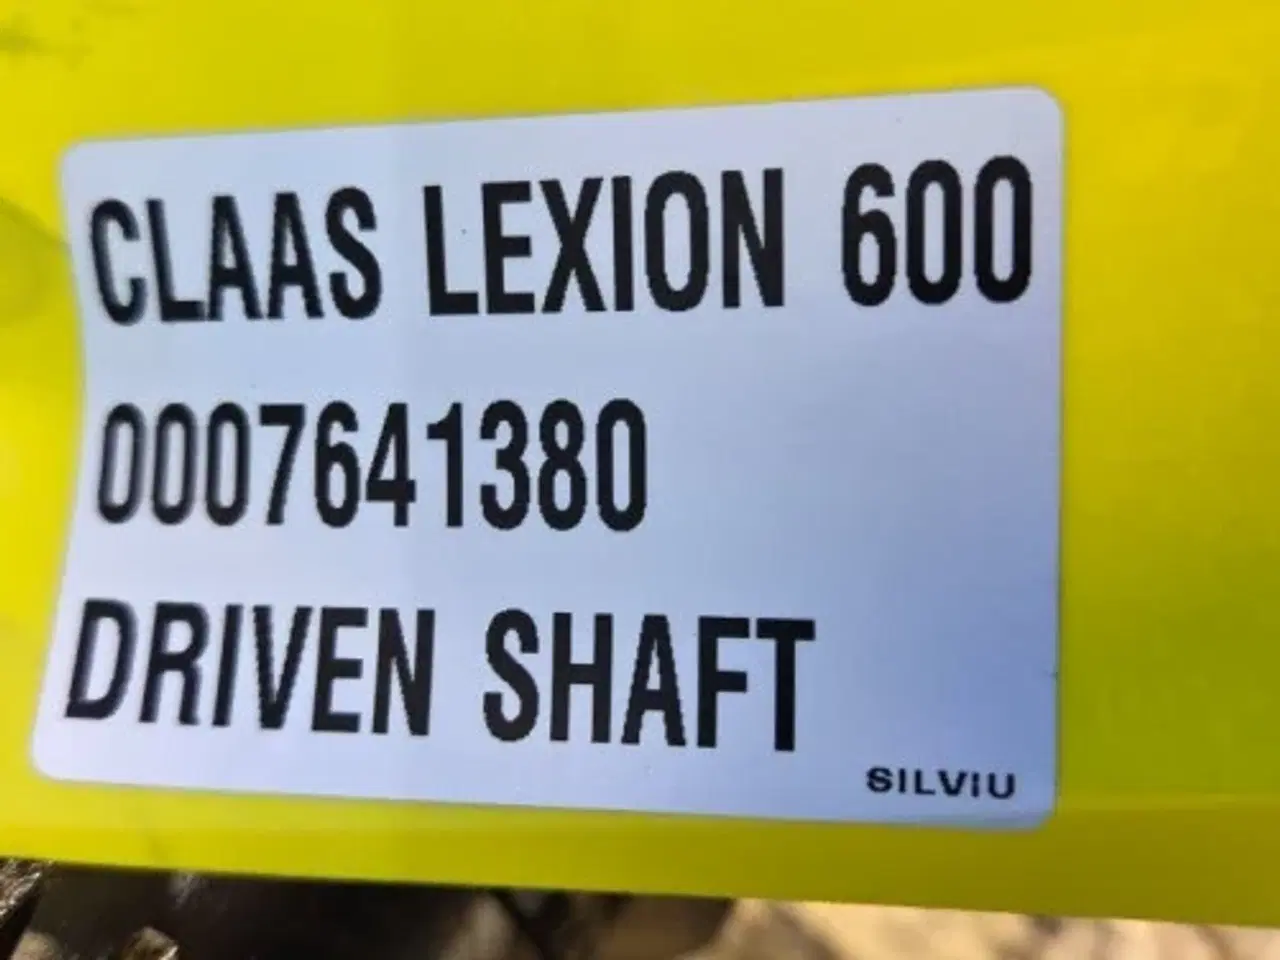 CLAAS LEXION 600
0007641380
DRIVEN SHAFT
SILVIU